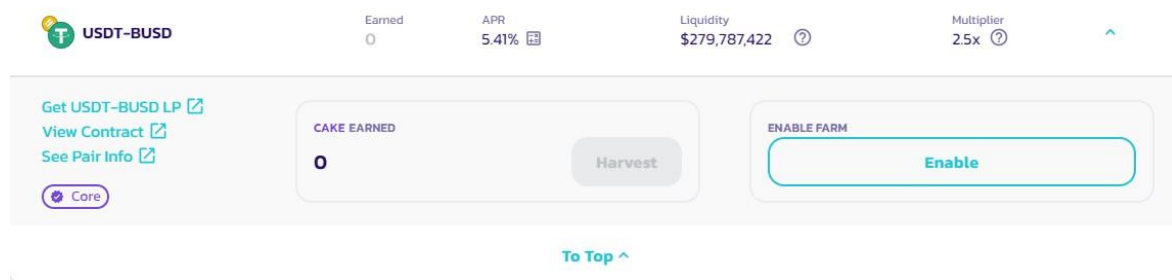 USDT-BUSD
Earned
0
APR
5.41%
Liquidity
$279,787,422
Multiplier
2.5x
Get USDT-BUSD LP
View Contract
See Pair Info
Core
CAKE EARNED
0
Harvest
ENABLE FARM
Enable
To Top